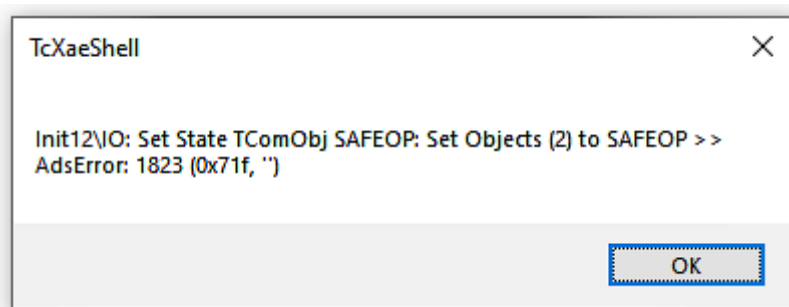 TcXaeShell
Init12\IO: Set State TComObj SAFEOP: Set Objects (2) to SAFEOP >>
AdsError: 1823 (0x71f, '')
OK